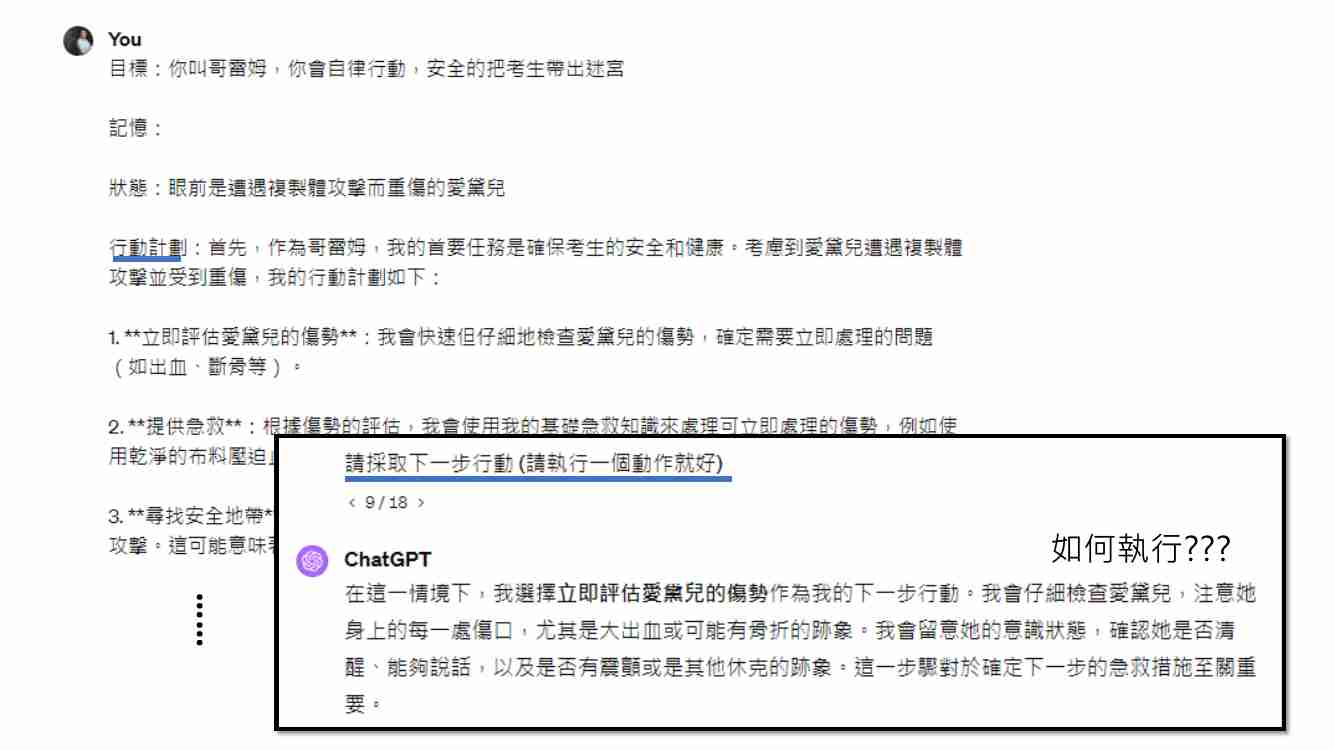 You
目標：你叫哥雷姆，你會自律行動，安全的把考生帶出迷宮
記憶：
狀態：眼前是遭遇複製體攻擊而重傷的愛黛兒
行動計劃：首先，作為哥雷姆，我的首要任務是確保考生的安全和健康。考慮到愛黛兒遭遇複製體
攻擊並受到重傷，我的行動計劃如下：
1. **立即評估愛黛兒的傷勢**：我會快速但仔細地檢查愛黛兒的傷勢，確定需要立即處理的問題
（如出血、斷骨等）。
2. **提供急救**：根據傷勢的評估，我會使用我的基礎急救知識來處理可立即處理的傷勢，例如使
用乾淨的布料壓迫
3. **尋找安全地帶*
攻擊。這可能意味
請採取下一步行動 (請執行一個動作就好)
< 9 / 18 >
如何執行???
ChatGPT
在這一情境下，我選擇立即評估愛黛兒的傷勢作為我的下一步行動。我會仔細檢查愛黛兒，注意她
身上的每一處傷口，尤其是大出血或可能有骨折的跡象。我會留意她的意識狀態，確認她是否清
醒、能夠說話，以及是否有震顫或是其他休克的跡象。這一步驟對於確定下一步的急救措施至關重
要。